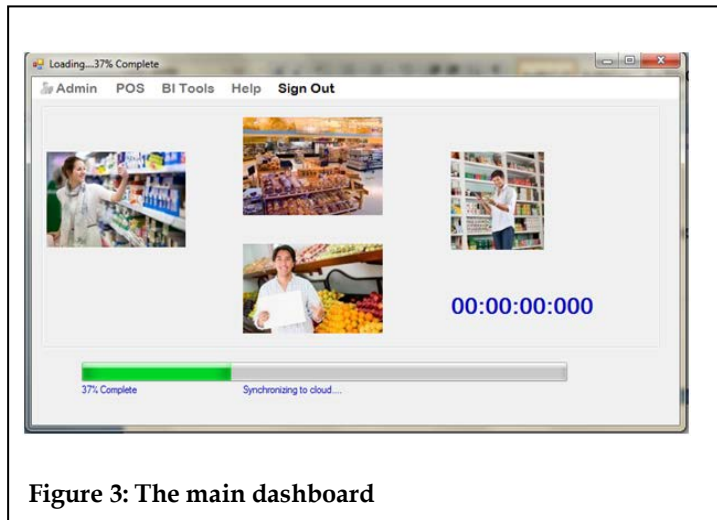 Loading....37% Complete
Admin POS BI Tools Help Sign Out
00:00:00:000
37% Complete Synchronizing to cloud....
Figure 3: The main dashboard